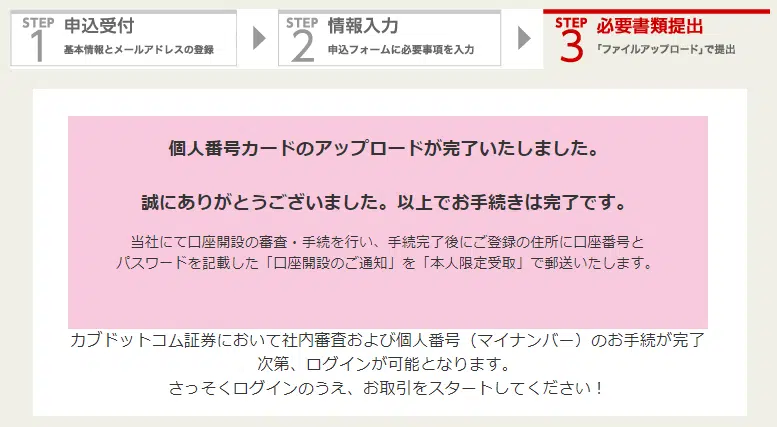 STEP 1 申込受付
基本情報とメールアドレスの登録
STEP 2 情報入力
申込フォームに必要事項を入力
STEP 3 必要書類提出
「ファイルアップロード」で提出
個人番号カードのアップロードが完了いたしました。
誠にありがとうございました。以上でお手続きは完了です。
当社にて口座開設の審査・手続を行い、手続完了後にご登録の住所に口座番号と
パスワードを記載した「口座開設のご通知」を「本人限定受取」で郵送いたします。
カブドットコム証券において社内審査および個人番号（マイナンバー）のお手続が完了
次第、ログインが可能となります。
さっそくログインのうえ、お取引をスタートしてください！